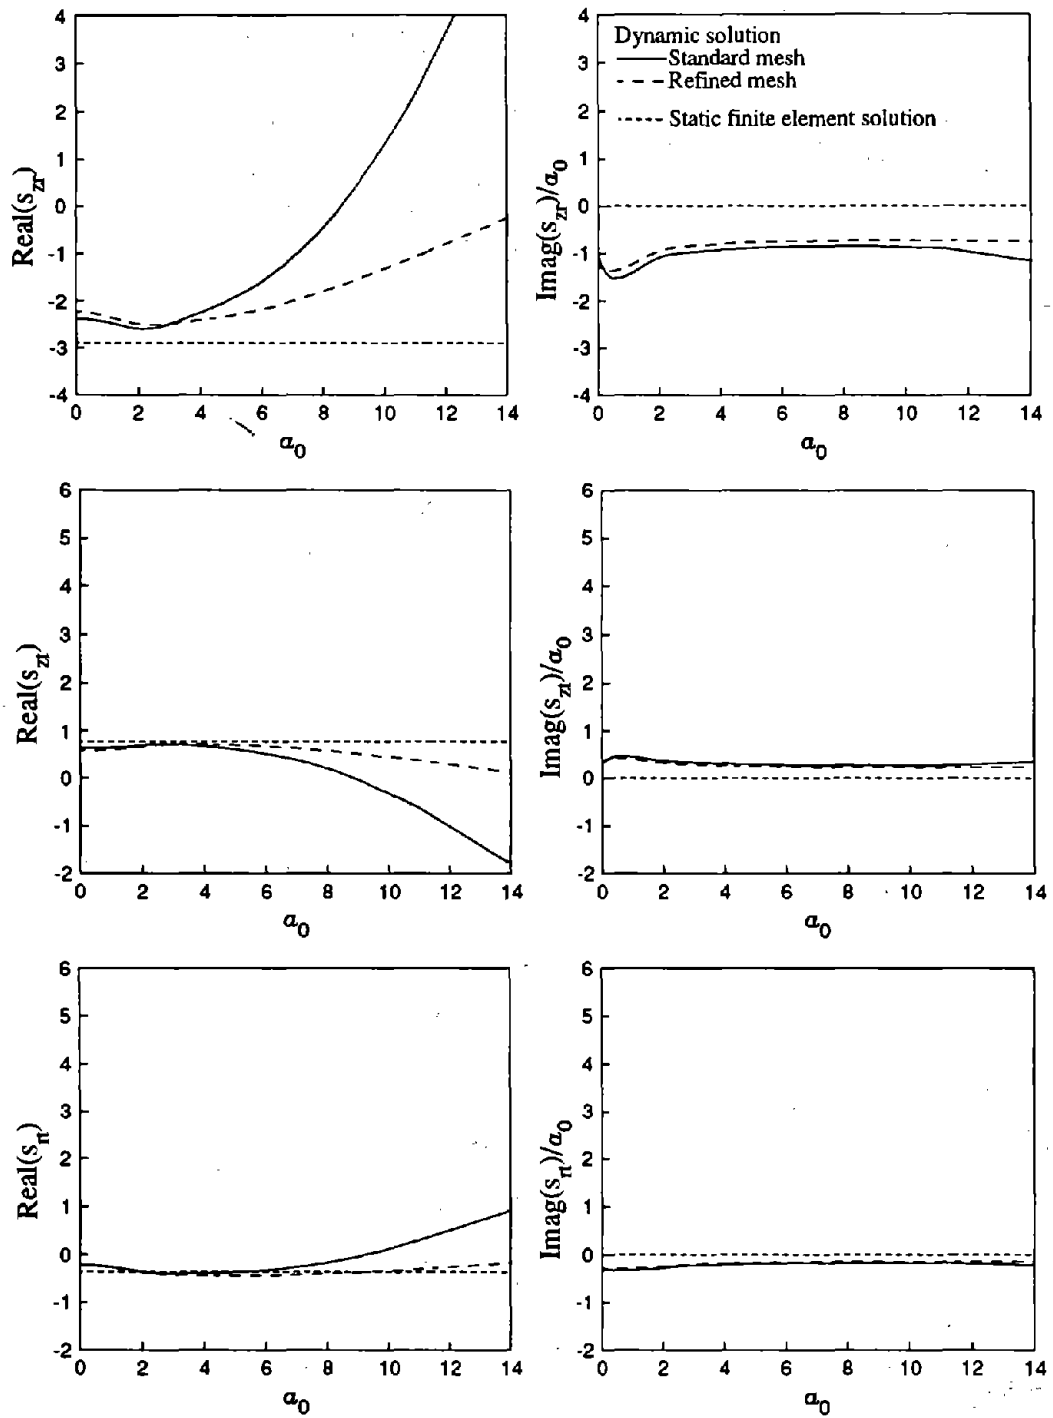 Real(s_zr)
4
3
2
1
0
-1
-2
-3
-4
0 2 4 6 8 10 12 14
a_0
Imag(s_zr)/a_0
4
3
2
1
0
-1
-2
-3
-4
Dynamic solution
Standard mesh
Refined mesh
Static finite element solution
0 2 4 6 8 10 12 14
a_0
Real(s_zt)
6
5
4
3
2
1
0
-1
-2
0 2 4 6 8 10 12 14
a_0
Imag(s_zt)/a_0
6
5
4
3
2
1
0
-1
-2
0 2 4 6 8 10 12 14
a_0
Real(s_rt)
6
5
4
3
2
1
0
-1
-2
0 2 4 6 8 10 12 14
a_0
Imag(s_rt)/a_0
6
5
4
3
2
1
0
-1
-2
0 2 4 6 8 10 12 14
a_0